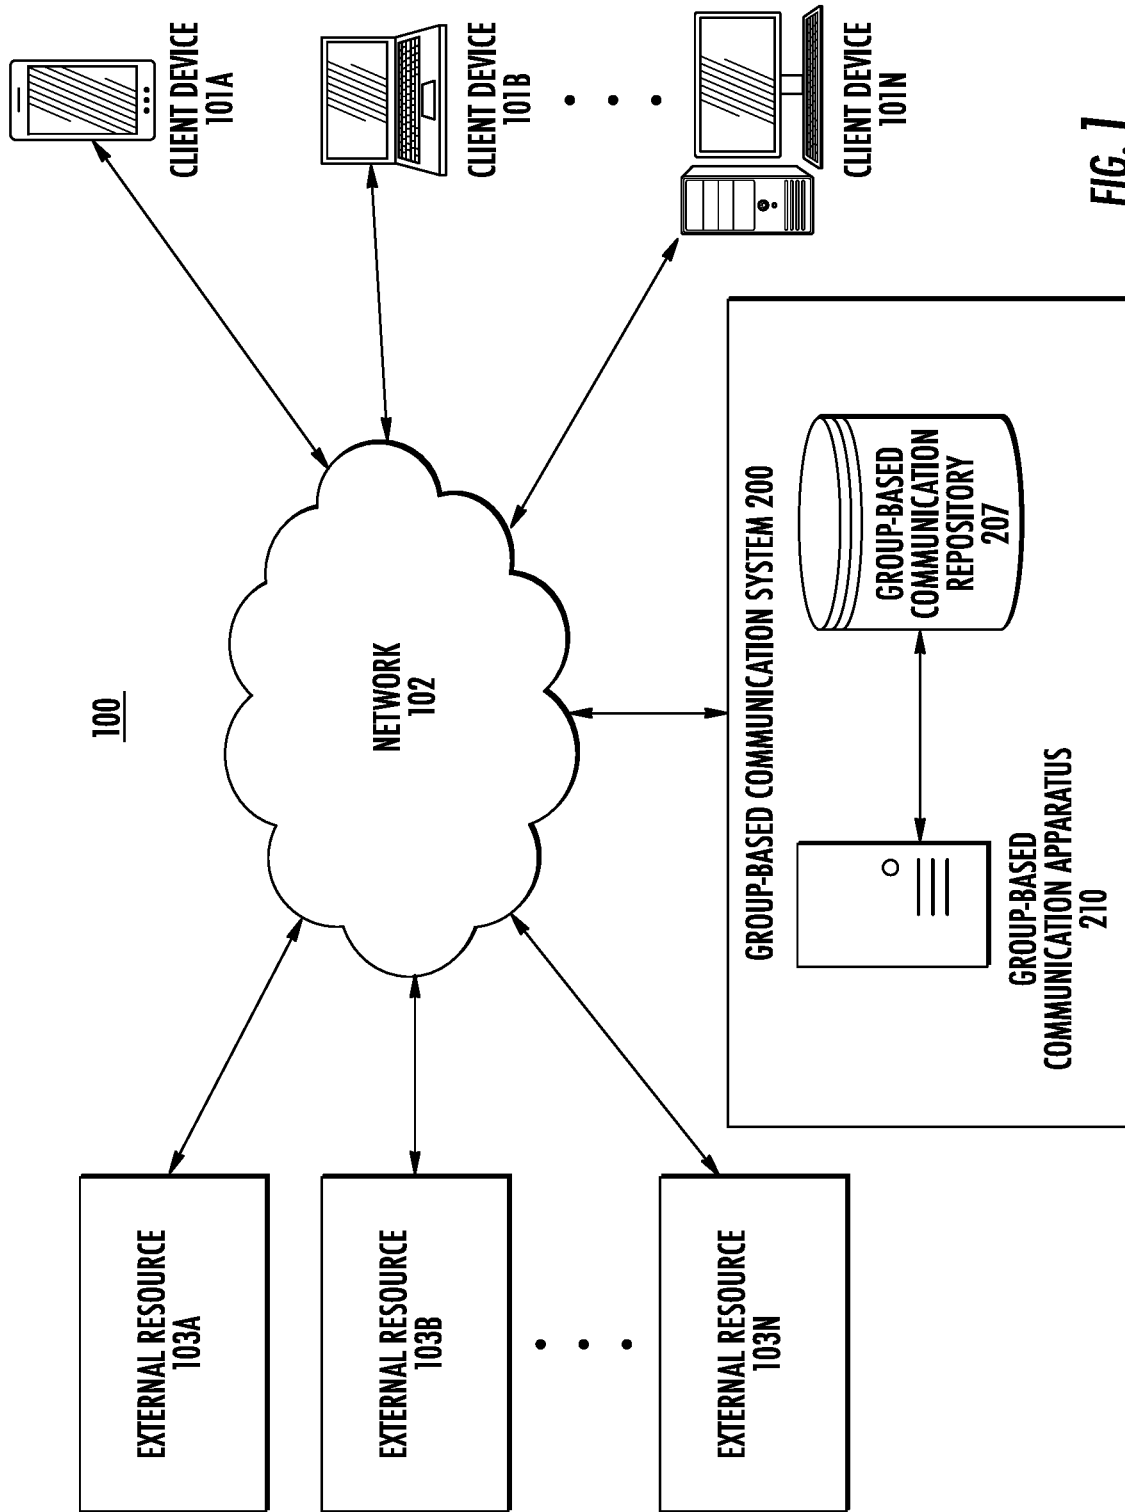 100
EXTERNAL RESOURCE
103A
EXTERNAL RESOURCE
103B
EXTERNAL RESOURCE
103N
NETWORK
102
CLIENT DEVICE
101A
CLIENT DEVICE
101B
CLIENT DEVICE
101N
GROUP-BASED COMMUNICATION SYSTEM 200
GROUP-BASED
COMMUNICATION APPARATUS
210
GROUP-BASED
COMMUNICATION
REPOSITORY
207
FIG. 1